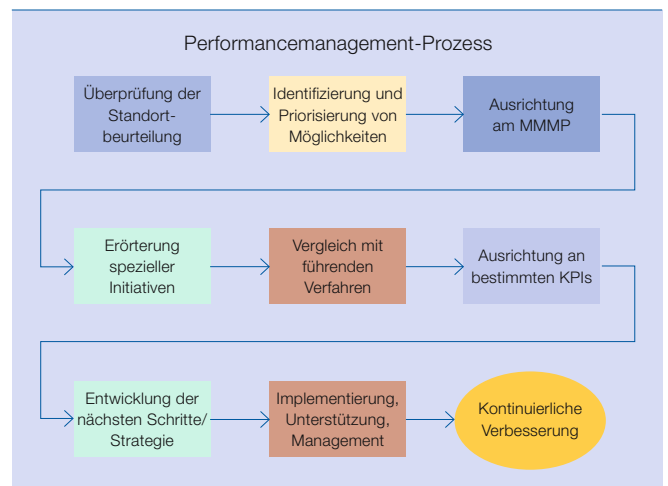 Performancemanagement-Prozess
Überprüfung der
Standort-
beurteilung
Identifizierung und
Priorisierung von
Möglichkeiten
Ausrichtung
am MMMP
Erörterung
spezieller
Initiativen
Vergleich mit
führenden
Verfahren
Ausrichtung an
bestimmten KPIs
Entwicklung der
nächsten Schritte/
Strategie
Implementierung,
Unterstützung,
Management
Kontinuierliche
Verbesserung